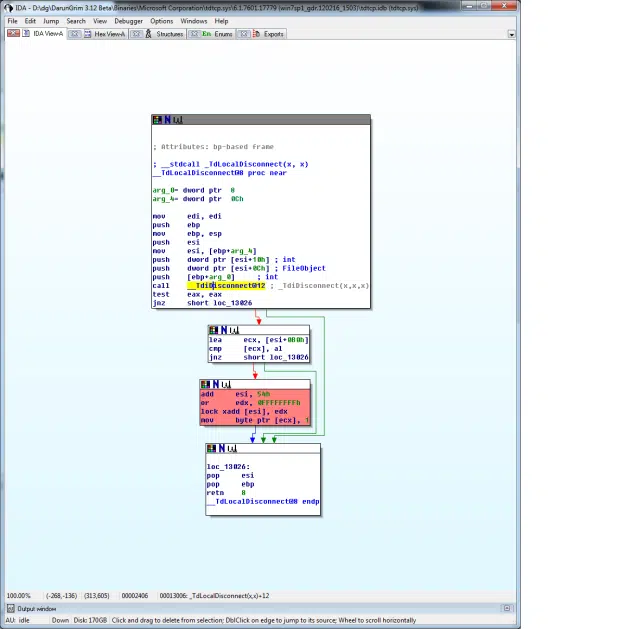 IDA - D:\dg\DarunGrim 3.12 Beta\Binaries\Microsoft Corporation\tdtcp.sys\6.1.7601.17779 (win7sp1_gdr.120216_1503)\tdtcp.idb (tdtcp.sys)
File Edit Jump Search View Debugger Options Windows Help
IDA View-A Hex View-A Structures En Enums Exports
; Attributes: bp-based frame
; __stdcall _TdLocalDisconnect(x, x)
__TdLocalDisconnect@8 proc near
arg_0= dword ptr 8
arg_4= dword ptr 0Ch
mov edi, edi
push ebp
mov ebp, esp
push esi
mov esi, [ebp+arg_4]
push dword ptr [esi+10h] ; int
push dword ptr [esi+0Ch] ; FileObject
push [ebp+arg_0] ; int
call __TdiDisconnect@12 ; _TdiDisconnect(x,x,x)
test eax, eax
jnz short loc_13026
lea ecx, [esi+080h]
cmp [ecx], al
jnz short loc_13026
add esi, 54h
or edx, 0FFFFFFFFh
lock xadd [esi], edx
mov byte ptr [ecx], 1
loc_13026:
pop esi
pop ebp
retn 8
__TdLocalDisconnect@8 endp
100.00% (-268,-136) (313,605) 00002406 00013006: _TdLocalDisconnect(x,x)+12
Output window
AU: idle Down Disk: 170GB Click and drag to delete from selection; DblClick on edge to jump to its source; Wheel to scroll horizontally